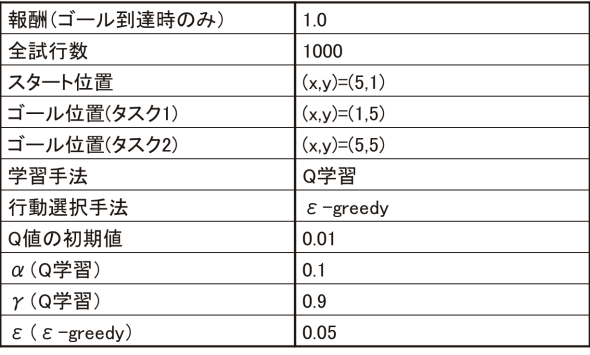 報酬(ゴール到達時のみ) 1.0
全試行数 1000
スタート位置 (x,y)=(5,1)
ゴール位置(タスク1) (x,y)=(1,5)
ゴール位置(タスク2) (x,y)=(5,5)
学習手法 Q学習
行動選択手法 ε-greedy
Q値の初期値 0.01
α(Q学習) 0.1
γ(Q学習) 0.9
ε(ε-greedy) 0.05